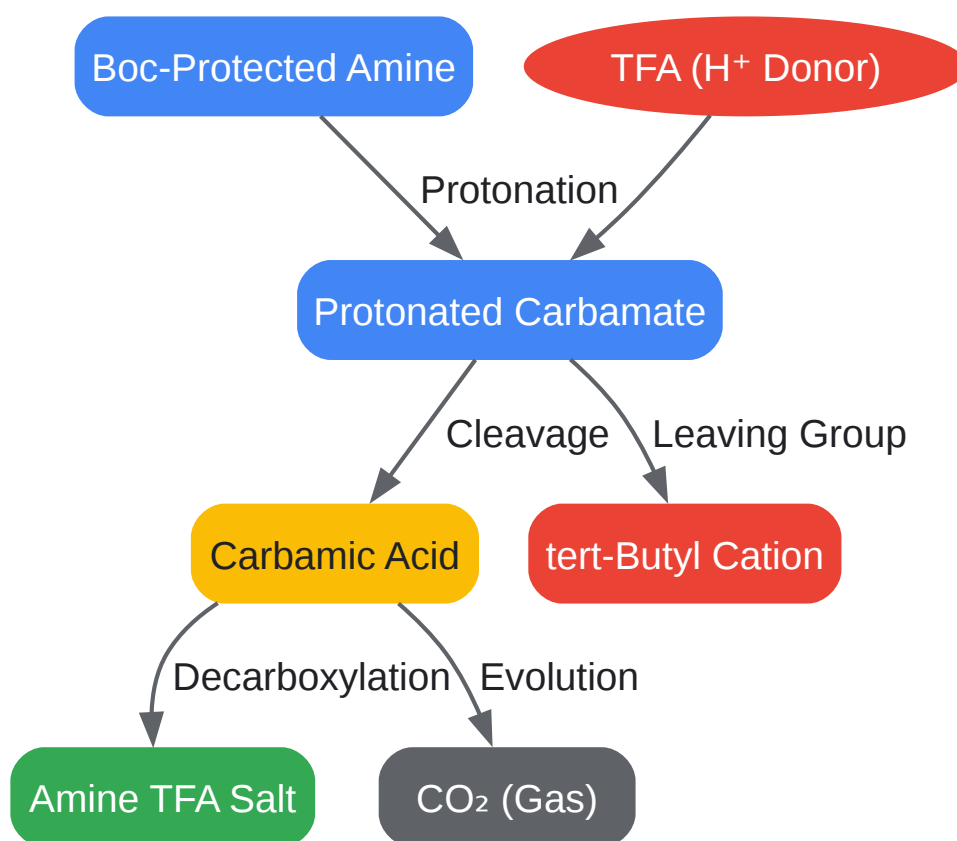 Boc-Protected Amine
TFA (H⁺ Donor)
Protonation
Protonated Carbamate
Cleavage
Leaving Group
Carbamic Acid
tert-Butyl Cation
Decarboxylation
Evolution
Amine TFA Salt
CO₂ (Gas)